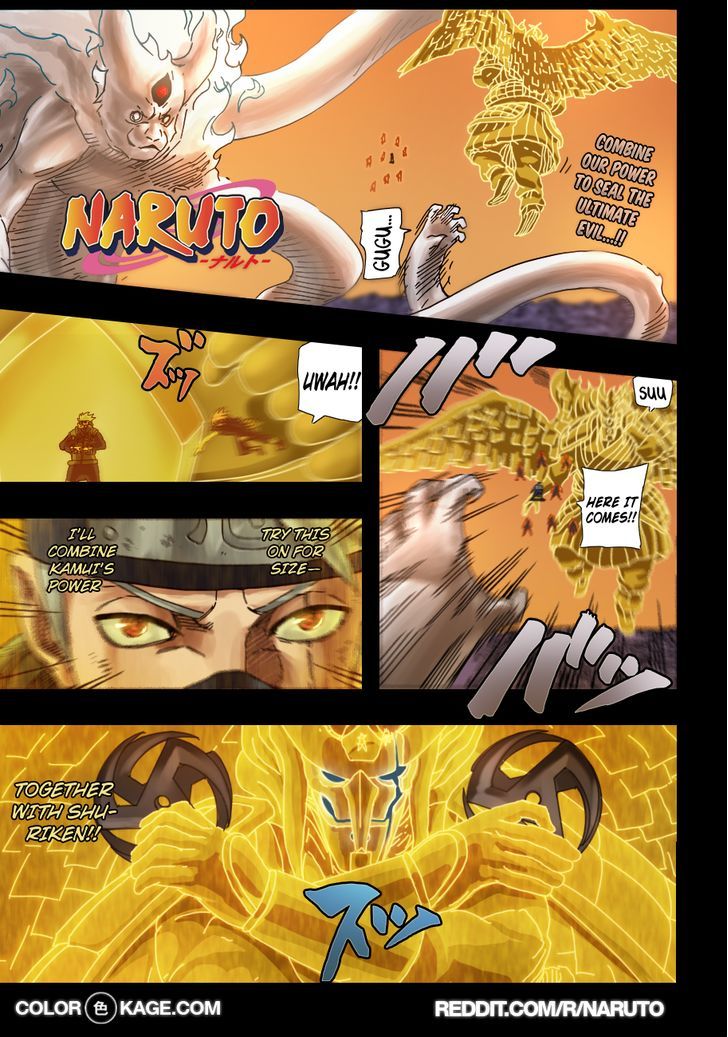 COMBINE
OUR POWER
TO SEAL THE
ULTIMATE
EVIL...!!
GUGU...
NARUTO
-ナルト-
SUU
バババッ
HERE IT
COMES!!
UWAH!!
ズッ
TRY THIS
ON FOR
SIZE—
I'LL
COMBINE
KAMUI'S
POWER
TOGETHER
WITH SHU-
RIKEN!!
ズッ
COLOR 色 KAGE.COM
REDDIT.COM/R/NARUTO